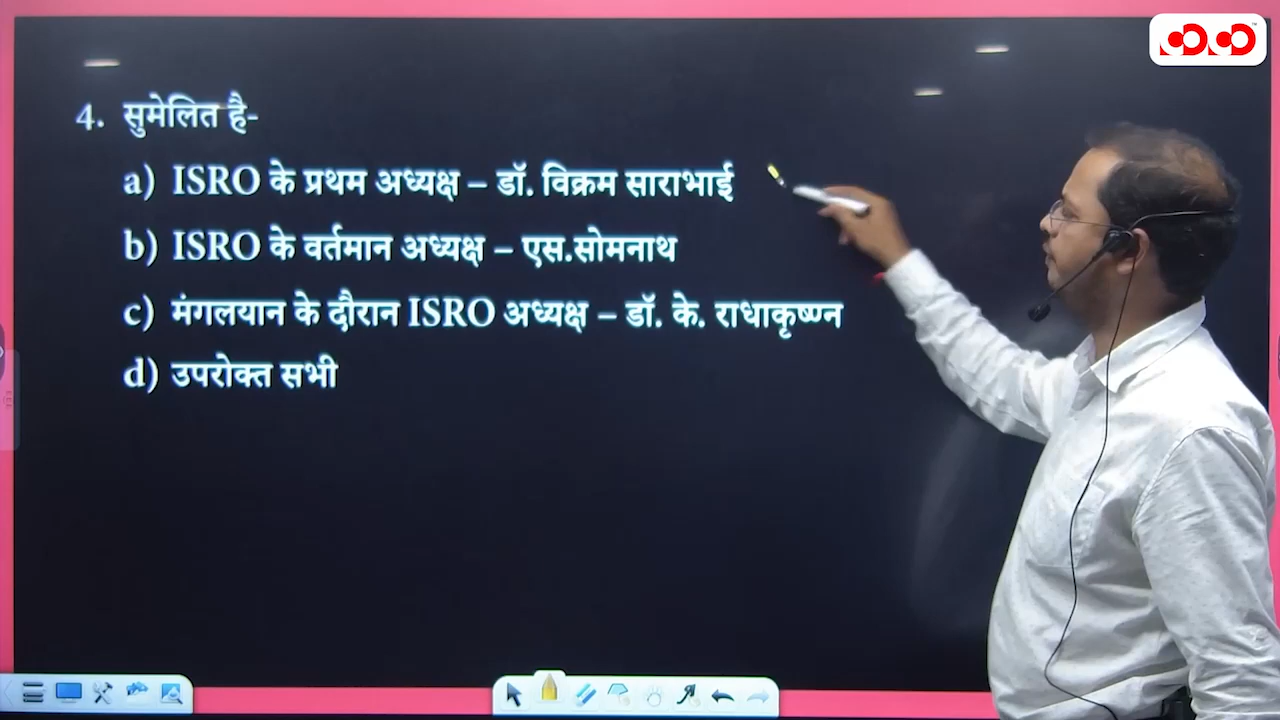 4. सुमेलित है-
a) ISRO के प्रथम अध्यक्ष – डॉ. विक्रम साराभाई
b) ISRO के वर्तमान अध्यक्ष – एस.सोमनाथ
c) मंगलयान के दौरान ISRO अध्यक्ष – डॉ. के. राधाकृष्ण्न
d) उपरोक्त सभी